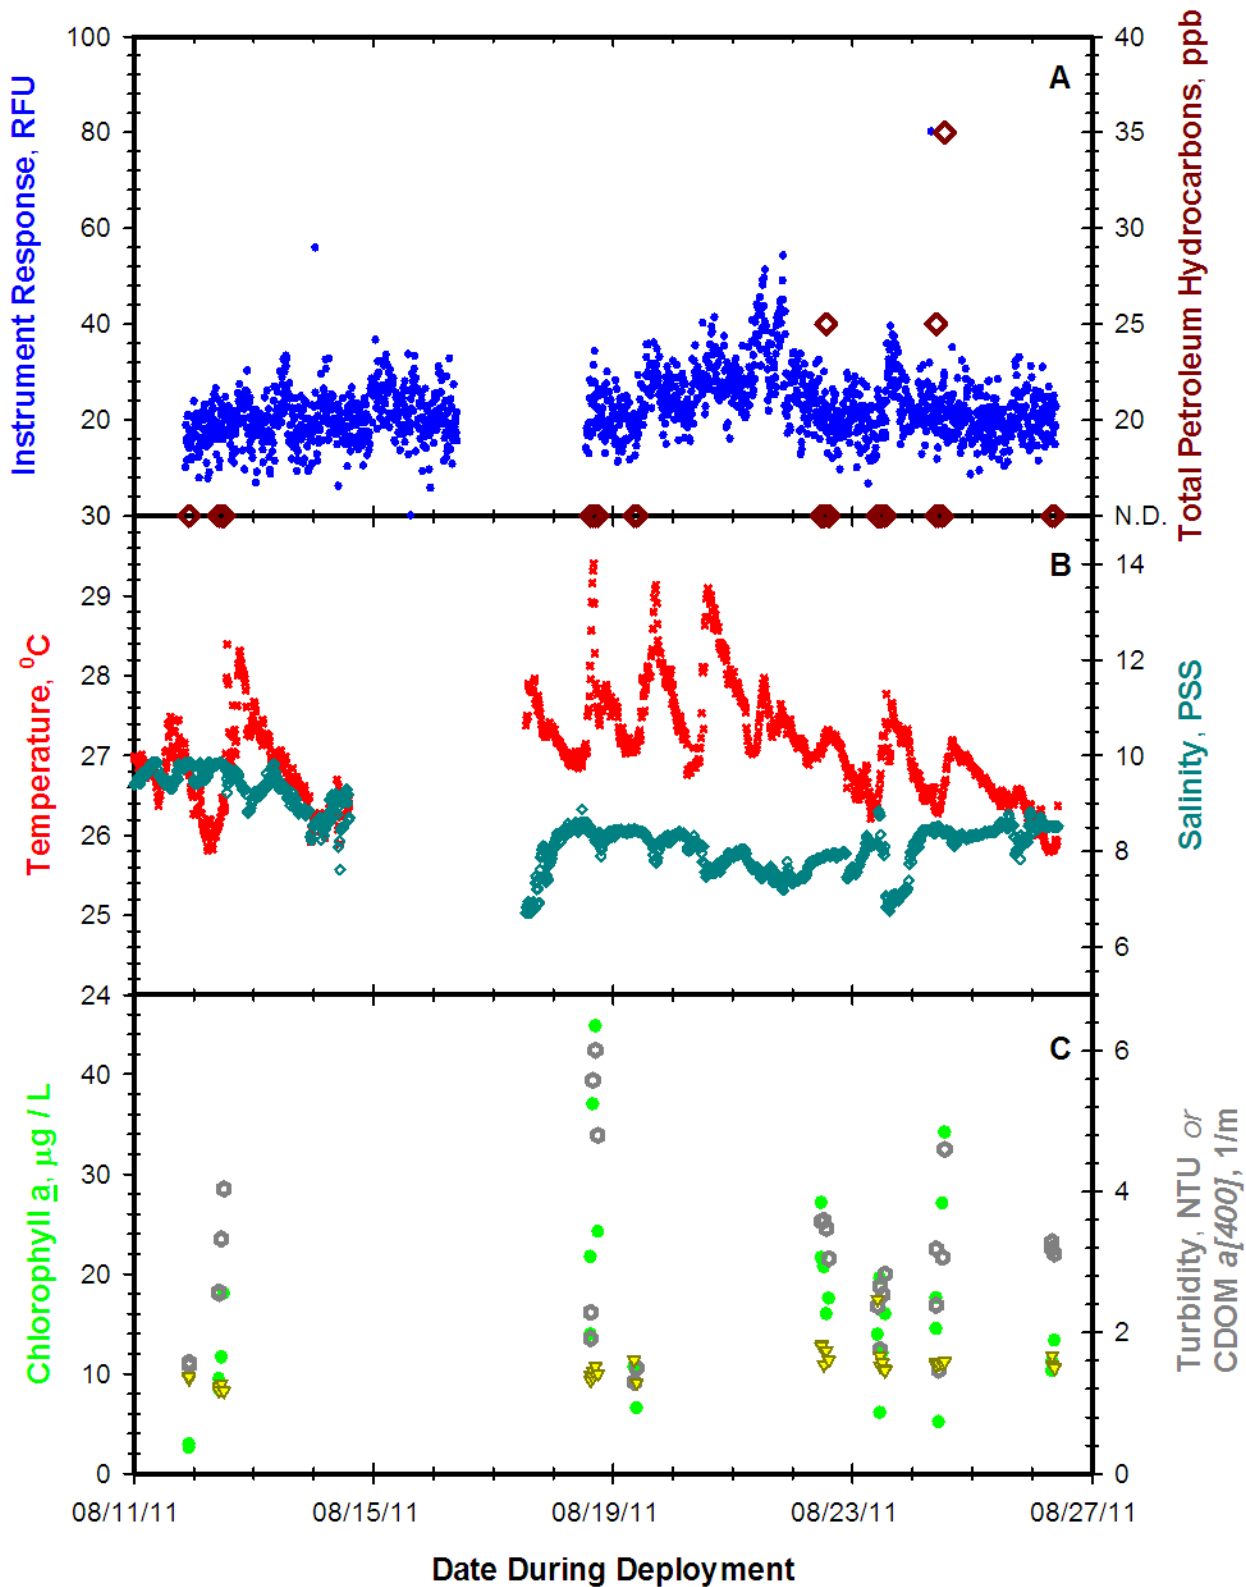 A
Instrument Response, RFU
100
80
60
40
20
40
35
30
25
20
N.D.
Total Petroleum Hydrocarbons, ppb
B
Temperature, ⁰C
30
29
28
27
26
25
24
14
12
10
8
6
Salinity, PSS
C
Chlorophyll a, µg / L
40
30
20
10
0
6
4
2
0
Turbidity, NTU or
CDOM a[400], 1/m
08/11/11 08/15/11 08/19/11 08/23/11 08/27/11
Date During Deployment